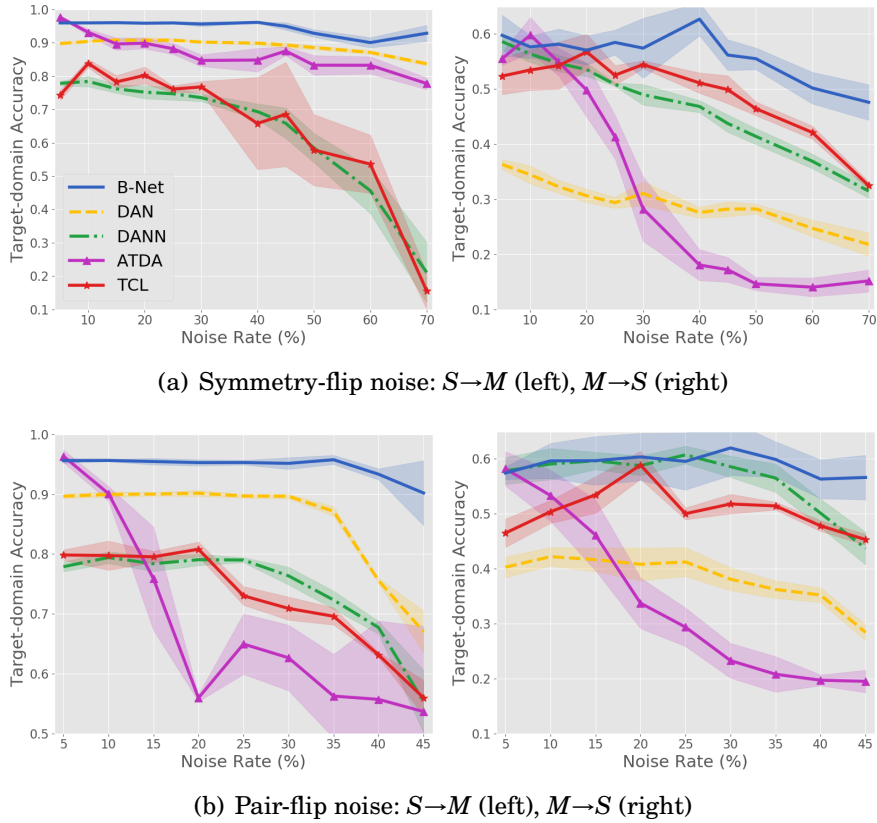 Target-domain Accuracy
1.0
0.9
0.8
0.7
0.6
0.5
0.4
0.3
0.2
0.1
B-Net
DAN
DANN
ATDA
TCL
10 20 30 40 50 60 70
Noise Rate (%)
Target-domain Accuracy
0.6
0.5
0.4
0.3
0.2
0.1
10 20 30 40 50 60 70
Noise Rate (%)
(a) Symmetry-flip noise: S→M (left), M→S (right)
Target-domain Accuracy
1.0
0.9
0.8
0.7
0.6
0.5
5 10 15 20 25 30 35 40 45
Noise Rate (%)
Target-domain Accuracy
0.6
0.5
0.4
0.3
0.2
0.1
5 10 15 20 25 30 35 40 45
Noise Rate (%)
(b) Pair-flip noise: S→M (left), M→S (right)